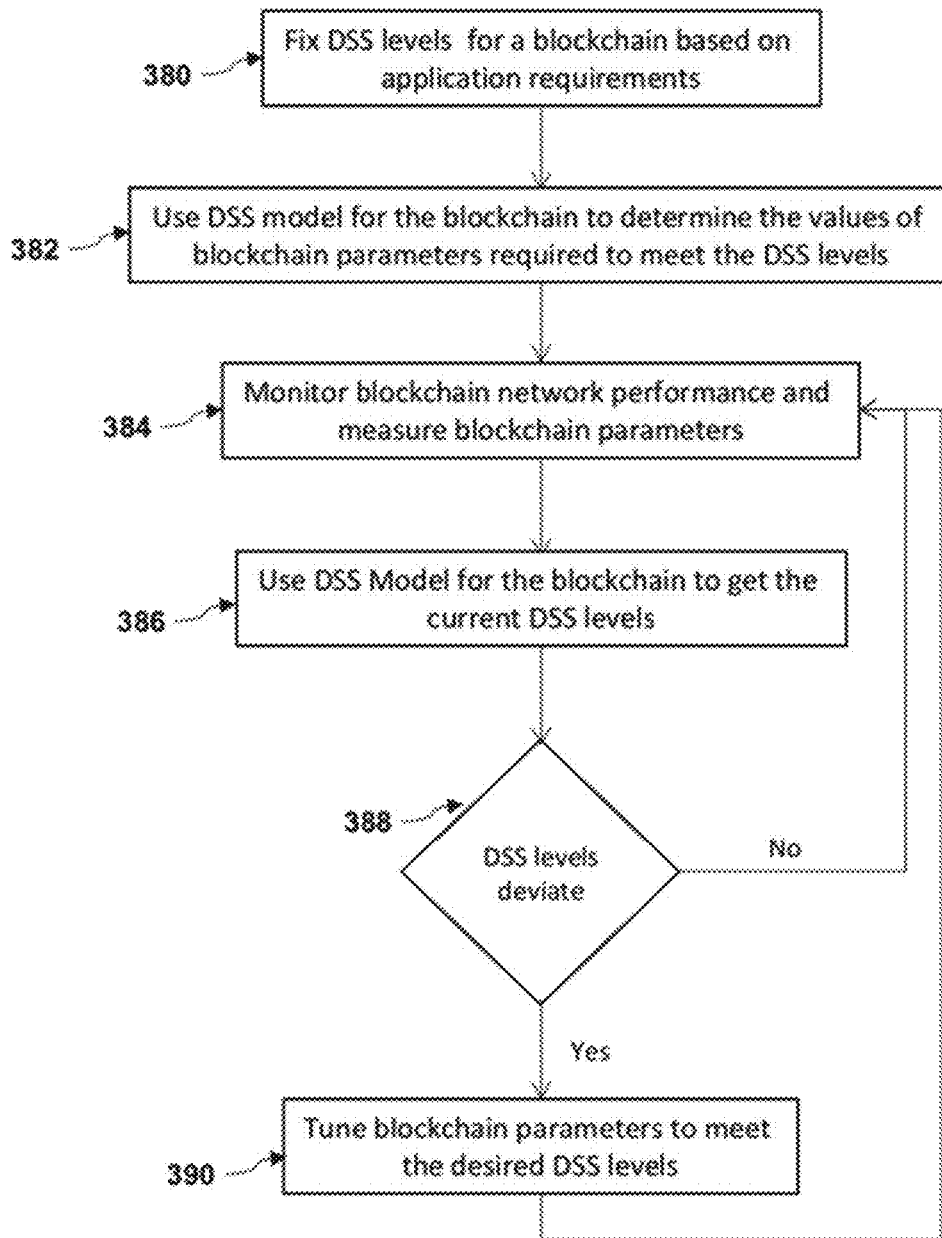 Fix DSS levels for a blockchain based on
application requirements
380
Use DSS model for the blockchain to determine the values of
blockchain parameters required to meet the DSS levels
382
Monitor blockchain network performance and
measure blockchain parameters
384
Use DSS Model for the blockchain to get the
current DSS levels
386
388
DSS levels
deviate
No
Yes
Tune blockchain parameters to meet
the desired DSS levels
390